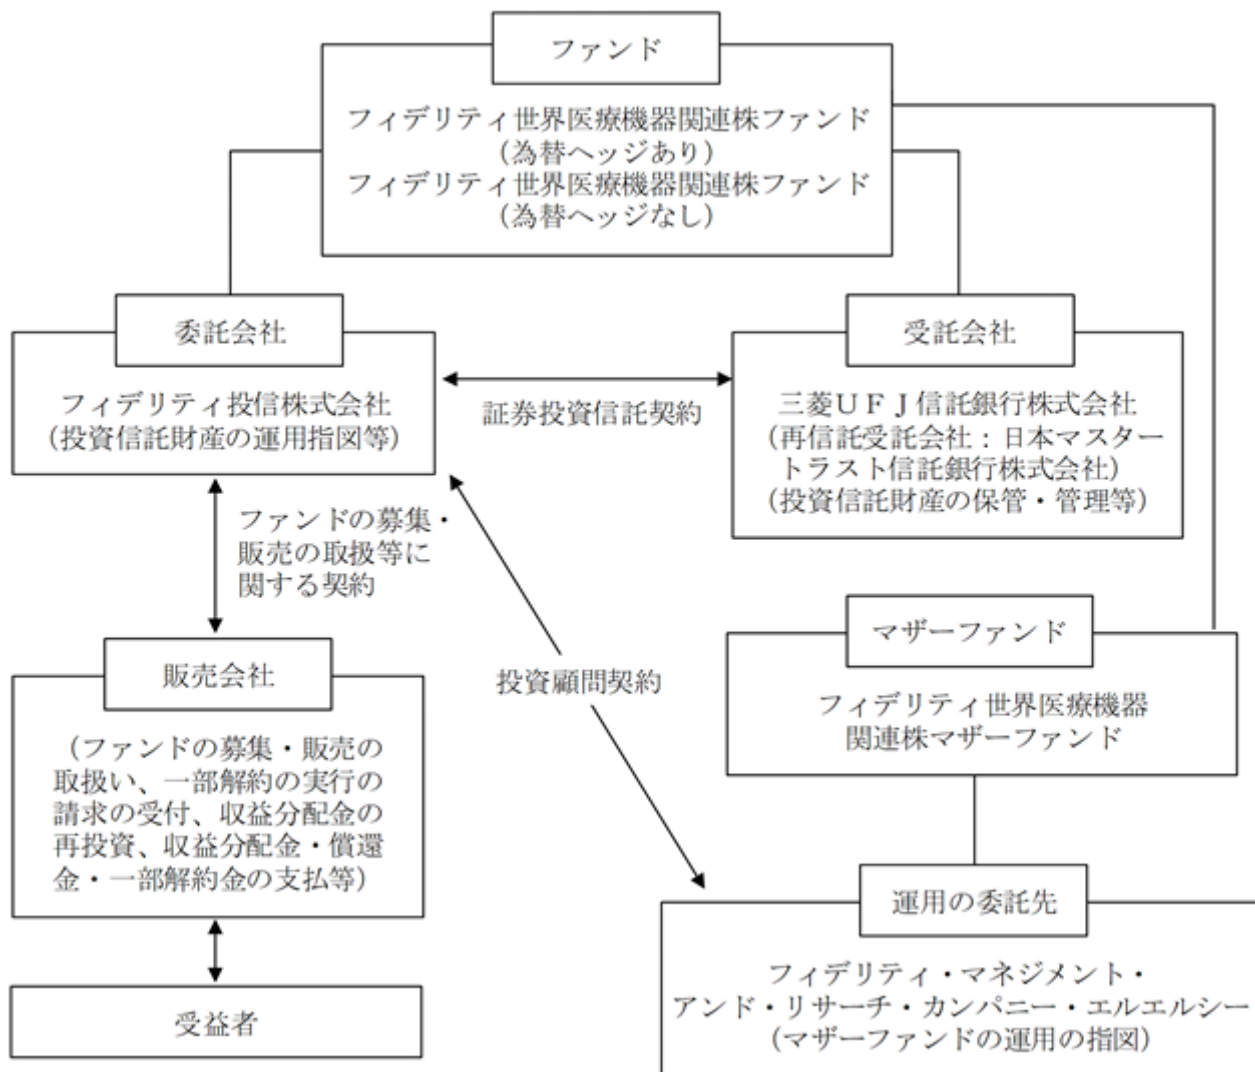 ファンド
フィデリティ世界医療機器関連株ファンド
（為替ヘッジあり）
フィデリティ世界医療機器関連株ファンド
（為替ヘッジなし）
委託会社
フィデリティ投信株式会社
（投資信託財産の運用指図等）
証券投資信託契約
受託会社
三菱ＵＦＪ信託銀行株式会社
（再信託受託会社：日本マスター
トラスト信託銀行株式会社）
（投資信託財産の保管・管理等）
ファンドの募集・
販売の取扱等に
関する契約
投資顧問契約
マザーファンド
フィデリティ世界医療機器
関連株マザーファンド
販売会社
（ファンドの募集・販売の
取扱い、一部解約の実行の
請求の受付、収益分配金の
再投資、収益分配金・償還
金・一部解約金の支払等）
運用の委託先
フィデリティ・マネジメント・
アンド・リサーチ・カンパニー・エルエルシー
（マザーファンドの運用の指図）
受益者